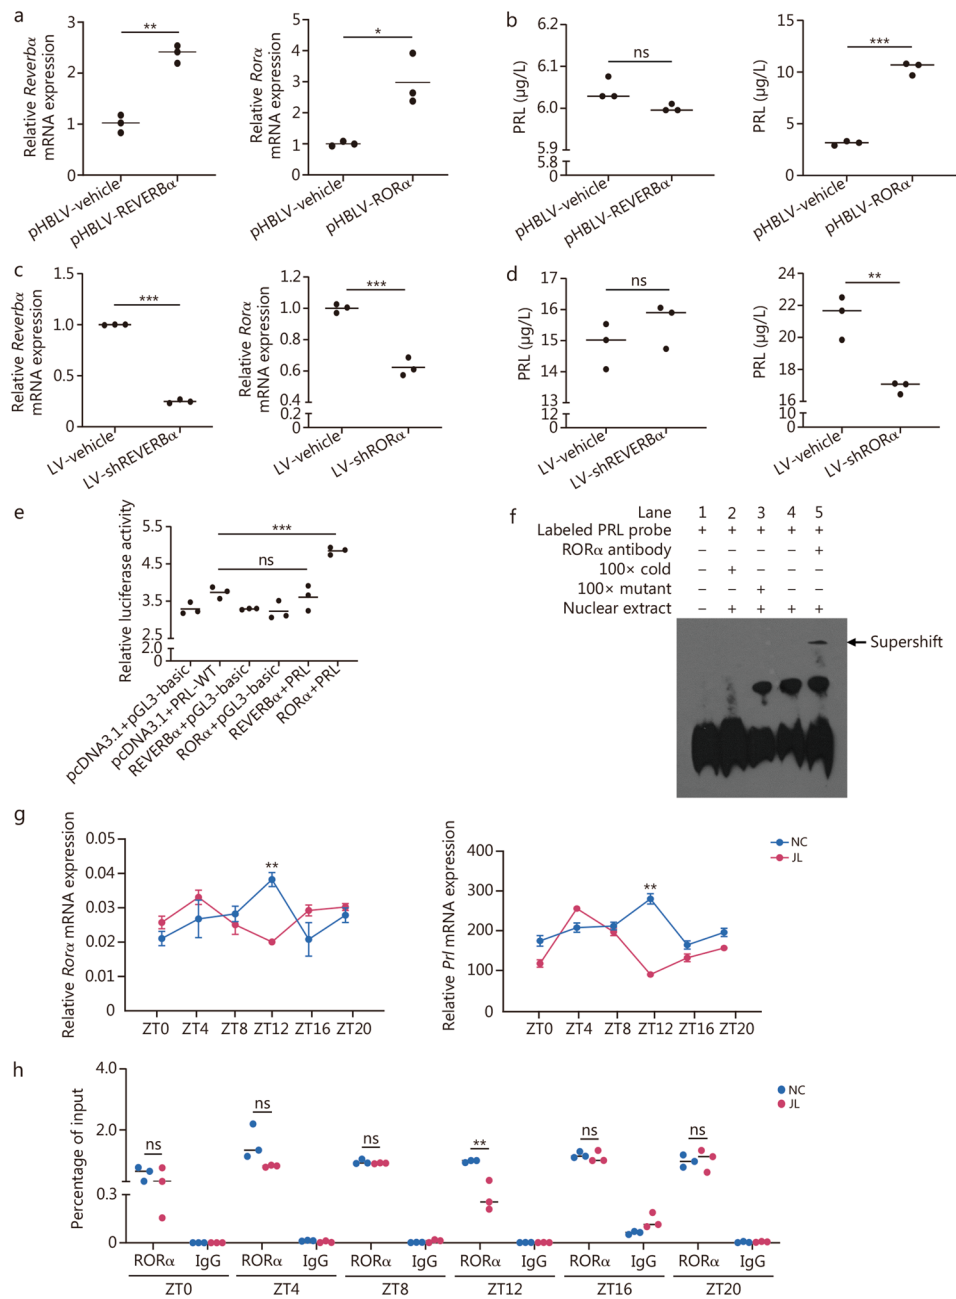 a
Relative Reverbα
mRNA expression
3
2
1
0
**
pHBLV-vehicle
pHBLV-REVERBα
Relative Rorα
mRNA expression
5
4
3
2
1
0
*
pHBLV-vehicle
pHBLV-RORα
b
PRL (μg/L)
6.2
6.1
6.0
5.9
5.8
0
ns
pHBLV-vehicle
pHBLV-REVERBα
PRL (μg/L)
15
10
5
0
***
pHBLV-vehicle
pHBLV-RORα
c
Relative Reverbα
mRNA expression
1.5
1.0
0.5
0
***
LV-vehicle
LV-shREVERBα
Relative Rorα
mRNA expression
1.2
1.0
0.8
0.6
0.4
0.2
0
***
LV-vehicle
LV-shRORα
d
PRL (μg/L)
17
16
15
14
13
12
0
ns
LV-vehicle
LV-shREVERBα
PRL (μg/L)
24
22
20
18
16
10
0
**
LV-vehicle
LV-shRORα
e
Relative luciferase activity
5.5
4.5
3.5
2.5
2.0
0
***
ns
pcDNA3.1+pGL3-basic
pcDNA3.1+PRL-WT
REVERBα+pGL3-basic
RORα+pGL3-basic
REVERBα+PRL
RORα+PRL
f
Lane 1 2 3 4 5
Labeled PRL probe + + + + +
RORα antibody – – – – +
100× cold – + – – –
100× mutant – – + – –
Nuclear extract – + + + +
Supershift
g
Relative Rorα mRNA expression
0.05
0.04
0.03
0.02
0.01
0
**
ZT0 ZT4 ZT8 ZT12 ZT16 ZT20
Relative Prl mRNA expression
400
300
200
100
0
**
ZT0 ZT4 ZT8 ZT12 ZT16 ZT20
NC
JL
h
Percentage of input
4.0
2.0
0.3
0
ns ns ns ** ns ns
NC
JL
RORα IgG RORα IgG RORα IgG RORα IgG RORα IgG RORα IgG
ZT0 ZT4 ZT8 ZT12 ZT16 ZT20